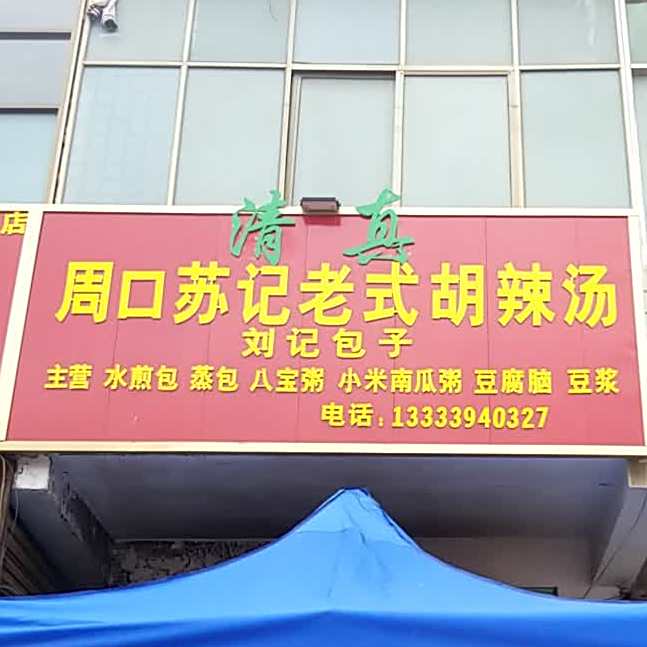 店
清真
周口苏记老式胡辣汤
刘记包子
主营 水煎包 蒸包 八宝粥 小米南瓜粥 豆腐脑 豆浆
电话:13333940327